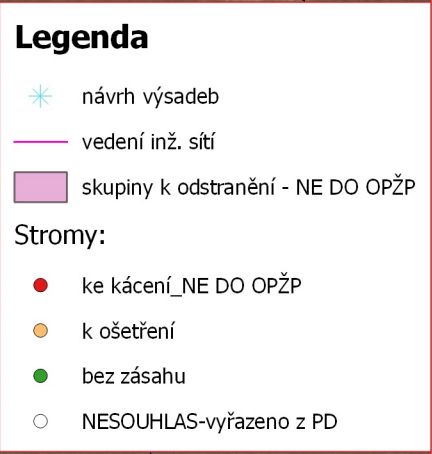 Legenda
návrh výsadeb
vedení inž. sítí
skupiny k odstranění - NE DO OPŽP
Stromy:
ke kácení_NE DO OPŽP
k ošetření
bez zásahu
NESOUHLAS-vyřazeno z PD